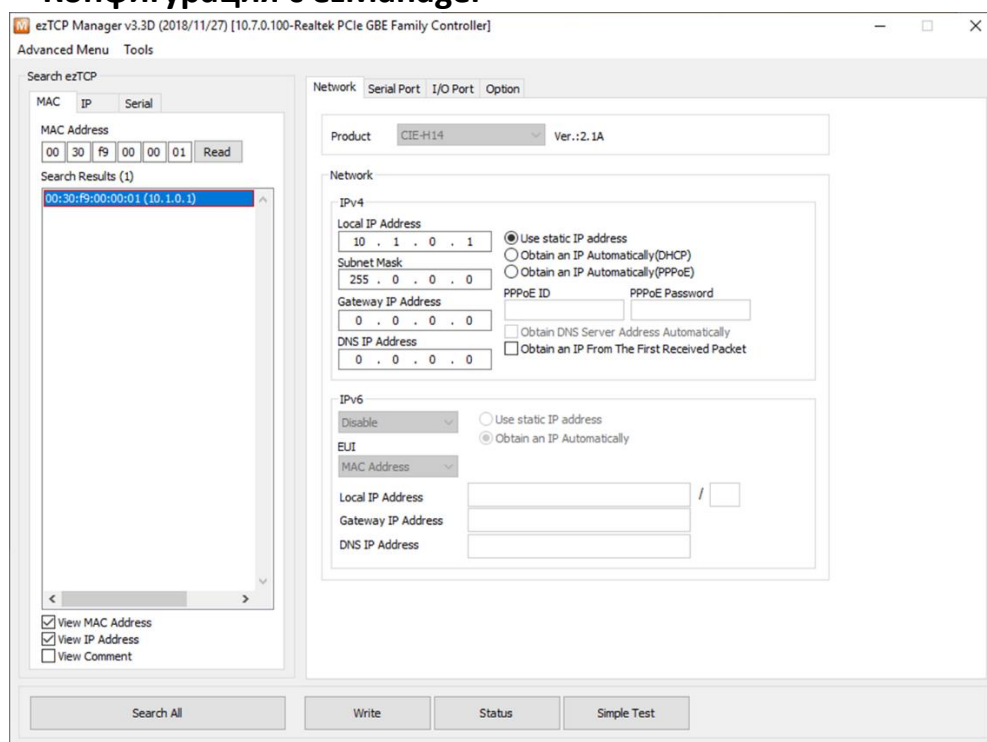 Конфигурация с ezManager
ezTCP Manager v3.3D (2018/11/27) [10.7.0.100-Realtek PCIe GBE Family Controller]
Advanced Menu Tools
Search ezTCP
MAC IP Serial
MAC Address
00 30 f9 00 00 01 Read
Search Results (1)
00:30:f9:00:00:01 (10.1.0.1)
View MAC Address
View IP Address
View Comment
Network Serial Port I/O Port Option
Product CIE-H14 Ver.:2.1A
Network
IPv4
Local IP Address
10 . 1 . 0 . 1
Subnet Mask
255 . 0 . 0 . 0
Gateway IP Address
0 . 0 . 0 . 0
DNS IP Address
0 . 0 . 0 . 0
Use static IP address
Obtain an IP Automatically(DHCP)
Obtain an IP Automatically(PPPoE)
PPPoE ID PPPoE Password
Obtain DNS Server Address Automatically
Obtain an IP From The First Received Packet
IPv6
Disable
Use static IP address
Obtain an IP Automatically
EUI
MAC Address
Local IP Address /
Gateway IP Address
DNS IP Address
Search All Write Status Simple Test